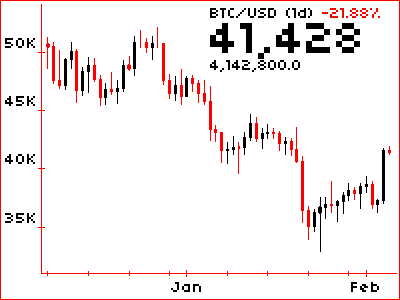 BTC/USD (1d) -21.88%
41,428
4,142,800.0
50K
45K
40K
35K
Jan Feb